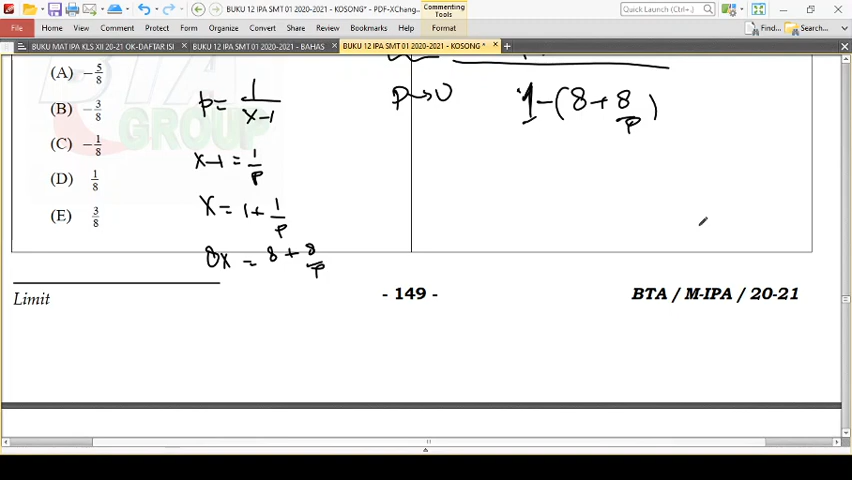 BUKU 12 IPA SMT 01 2020-2021 - KOSONG* - PDF-XChang
Commenting Tools
Quick Launch (Ctrl+.)
File Home View Comment Protect Form Organize Convert Share Review Bookmarks Help Format Find... Search...
BUKU MAT IPA KLS XII 20-21 OK-DAFTAR ISI × BUKU 12 IPA SMT 01 2020-2021 - BAHAS × BUKU 12 IPA SMT 01 2020-2021 - KOSONG * ×
BTA
GROUP
(A) -5/8
(B) -3/8
(C) -1/8
(D) 1/8
(E) 3/8
p = 1/(x-1)
x-1 = 1/p
x = 1 + 1/p
8x = 8 + 8/p
p→0 1-(8+8/p)
Limit
- 149 -
BTA / M-IPA / 20-21